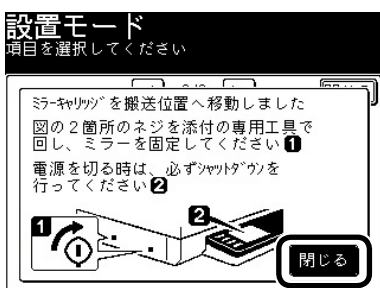 設置モード
項目を選択してください
ﾐﾗｰｷｬﾘｯｼﾞを搬送位置へ移動しました
図の2箇所のネジを添付の専用工具で
回し、ミラーを固定してください1
電源を切る時は、必ずｼｬｯﾄﾀﾞｳﾝを
行ってください2
1
2
閉じる